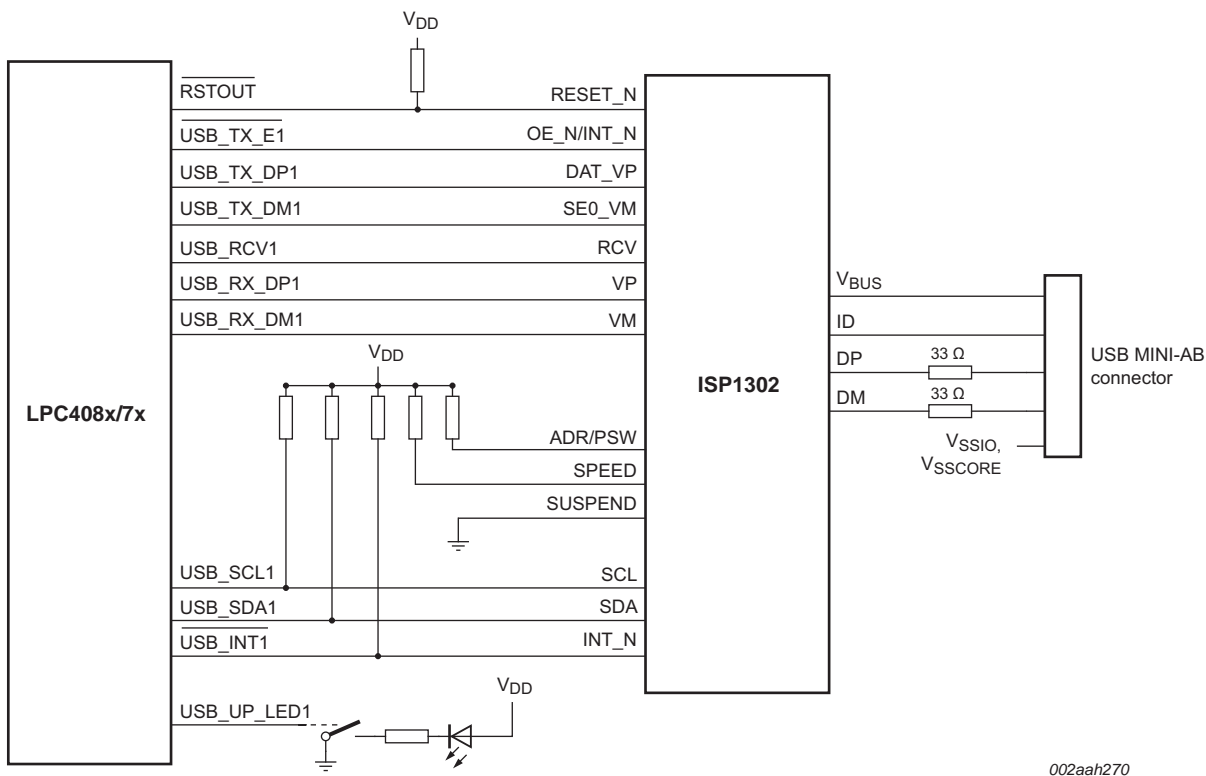 VDD
RSTOUT
RESET_N
USB_TX_E1
OE_N/INT_N
USB_TX_DP1
DAT_VP
USB_TX_DM1
SE0_VM
USB_RCV1
RCV
USB_RX_DP1
VP
USB_RX_DM1
VM
VBUS
ID
DP
33 Ω
DM
33 Ω
VSSIO,
VSSCORE
USB MINI-AB
connector
LPC408x/7x
ISP1302
VDD
ADR/PSW
SPEED
SUSPEND
USB_SCL1
SCL
USB_SDA1
SDA
USB_INT1
INT_N
VDD
USB_UP_LED1
002aah270